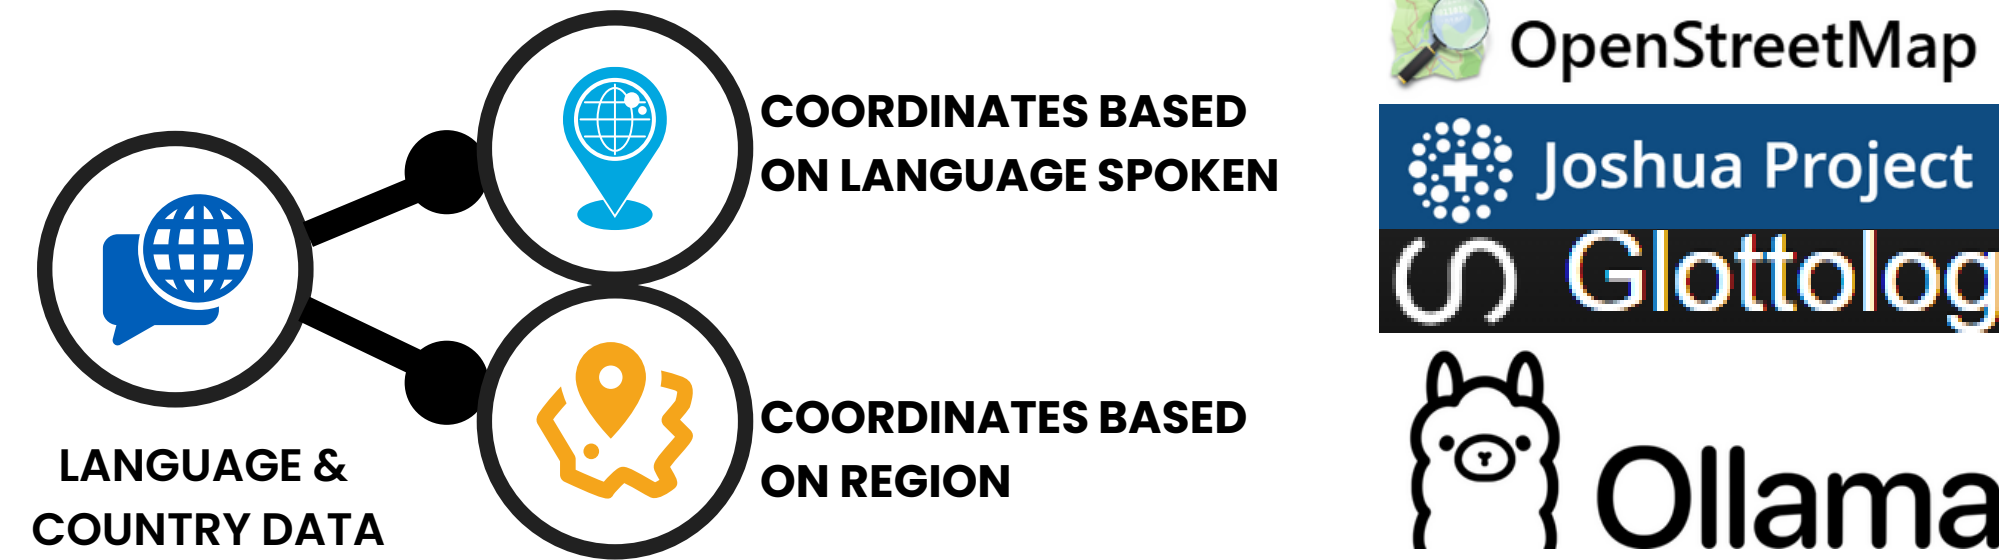 COORDINATES BASED
ON LANGUAGE SPOKEN
COORDINATES BASED
ON REGION
LANGUAGE &
COUNTRY DATA
OpenStreetMap
Joshua Project
Glottolog
Ollama